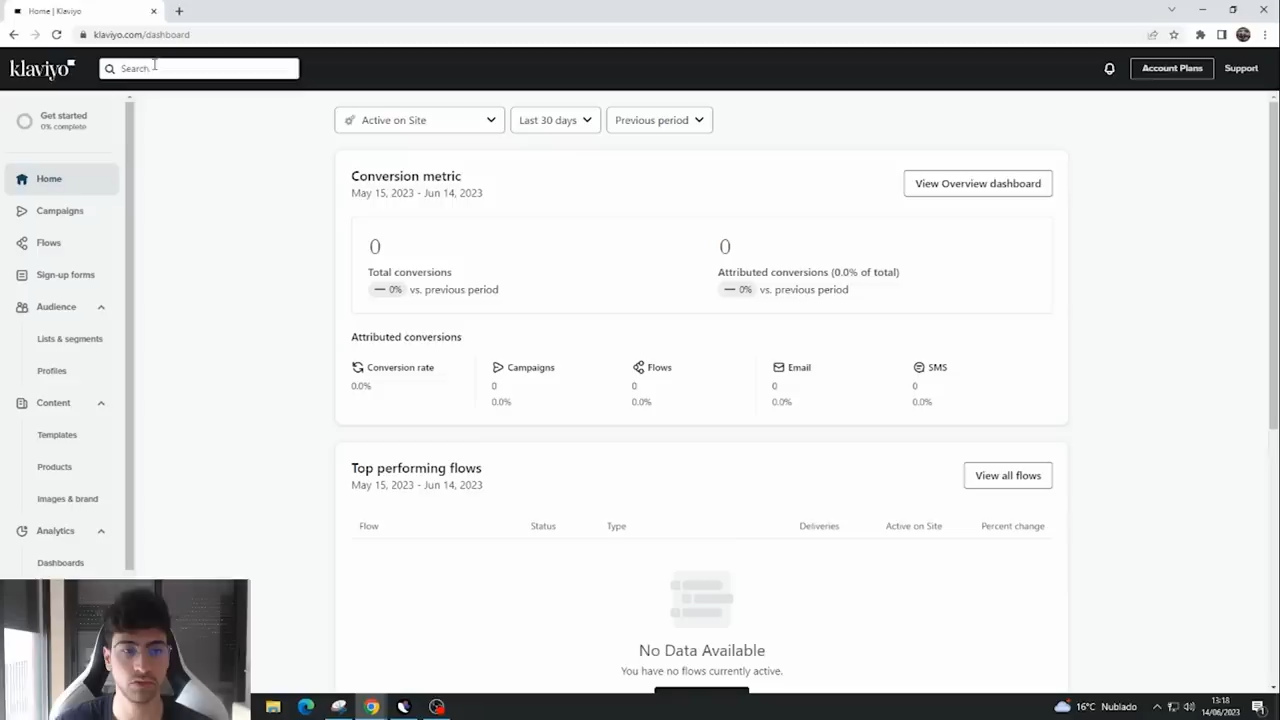 Home | Klaviyo
klaviyo.com/dashboard
klaviyo
Search
Account Plans
Support
Get started
0% complete
Home
Campaigns
Flows
Sign-up forms
Audience
Lists & segments
Profiles
Content
Templates
Products
Images & brand
Analytics
Dashboards
Active on Site
Last 30 days
Previous period
Conversion metric
May 15, 2023 - Jun 14, 2023
View Overview dashboard
0
Total conversions
— 0% vs. previous period
0
Attributed conversions (0.0% of total)
— 0% vs. previous period
Attributed conversions
Conversion rate
0.0%
Campaigns
0
0.0%
Flows
0
0.0%
Email
0
0.0%
SMS
0
0.0%
Top performing flows
May 15, 2023 - Jun 14, 2023
View all flows
Flow Status Type Deliveries Active on Site Percent change
No Data Available
You have no flows currently active.
16°C Nublado
13:18
14/06/2023